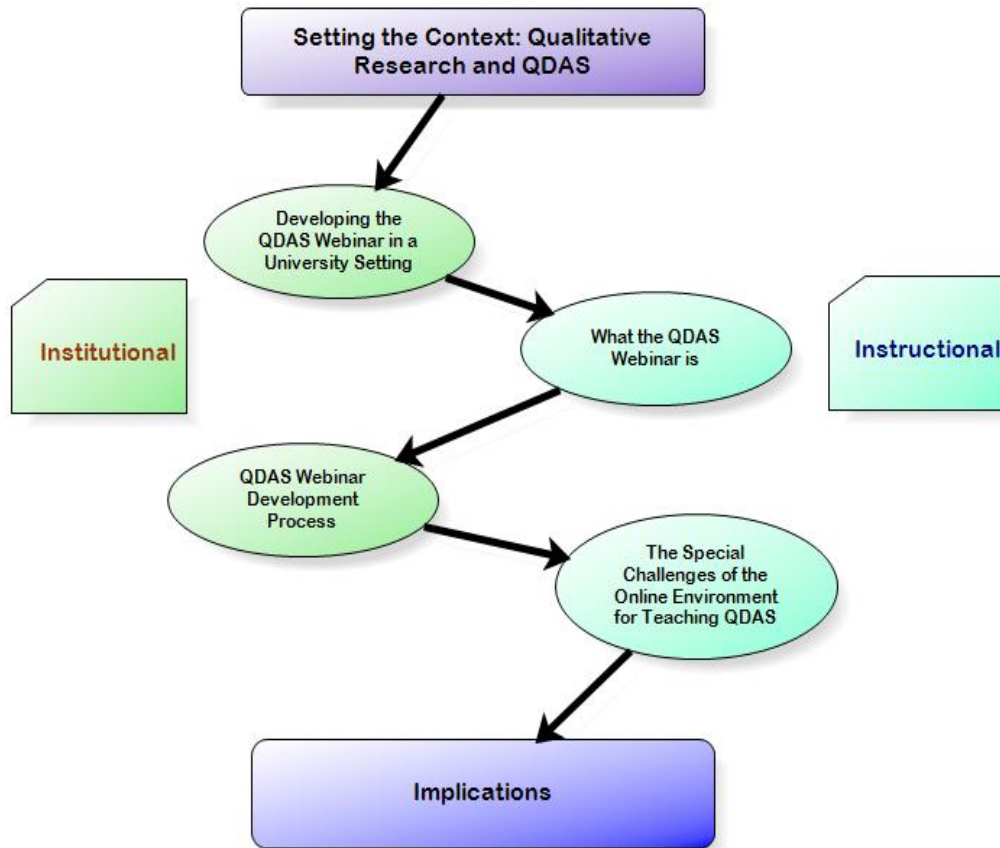 Setting the Context: Qualitative
Research and QDAS
Developing the
QDAS Webinar in a
University Setting
Institutional
What the QDAS
Webinar is
Instructional
QDAS Webinar
Development
Process
The Special
Challenges of the
Online Environment
for Teaching QDAS
Implications